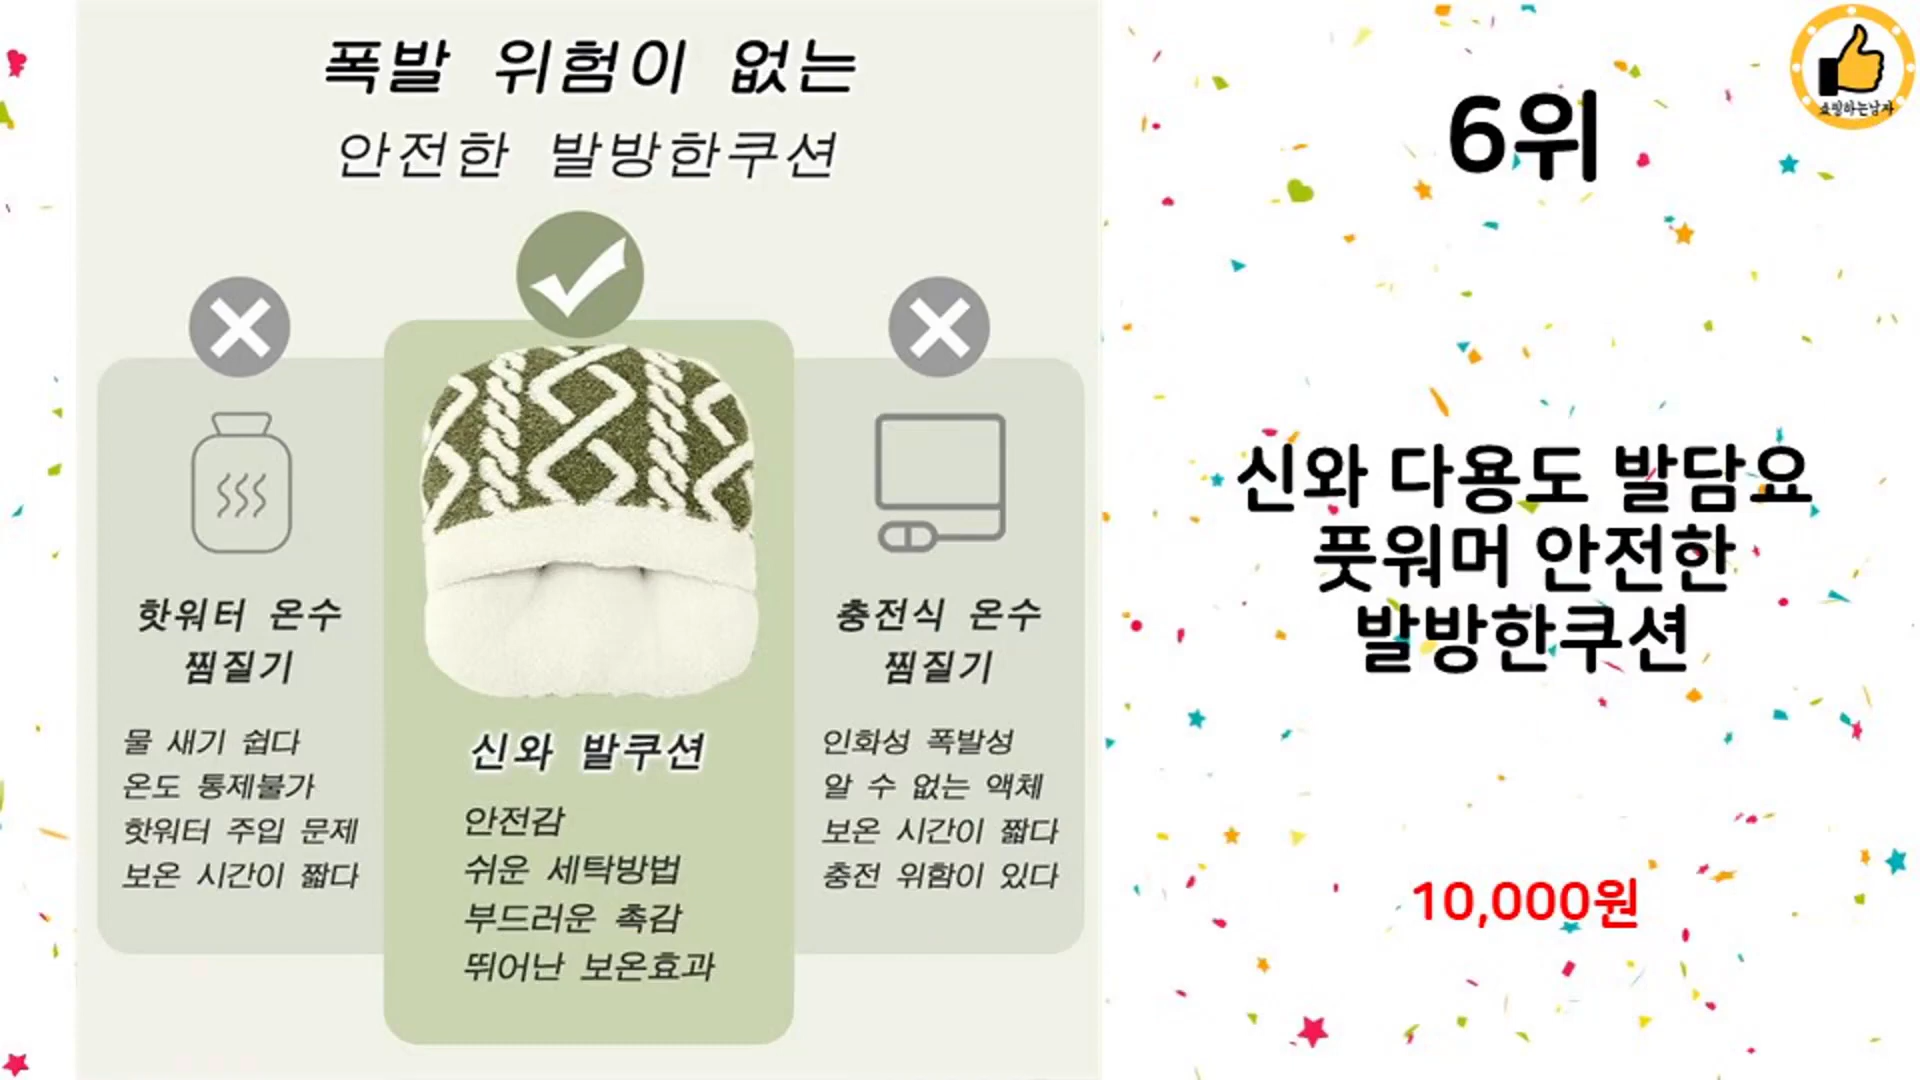 폭발 위험이 없는
안전한 발방한쿠션
핫워터 온수
찜질기
물 새기 쉽다
온도 통제불가
핫워터 주입 문제
보온 시간이 짧다
신와 발쿠션
안전감
쉬운 세탁방법
부드러운 촉감
뛰어난 보온효과
충전식 온수
찜질기
인화성 폭발성
알 수 없는 액체
보온 시간이 짧다
충전 위함이 있다
쇼핑하는남자
6위
신와 다용도 발담요
풋워머 안전한
발방한쿠션
10,000원